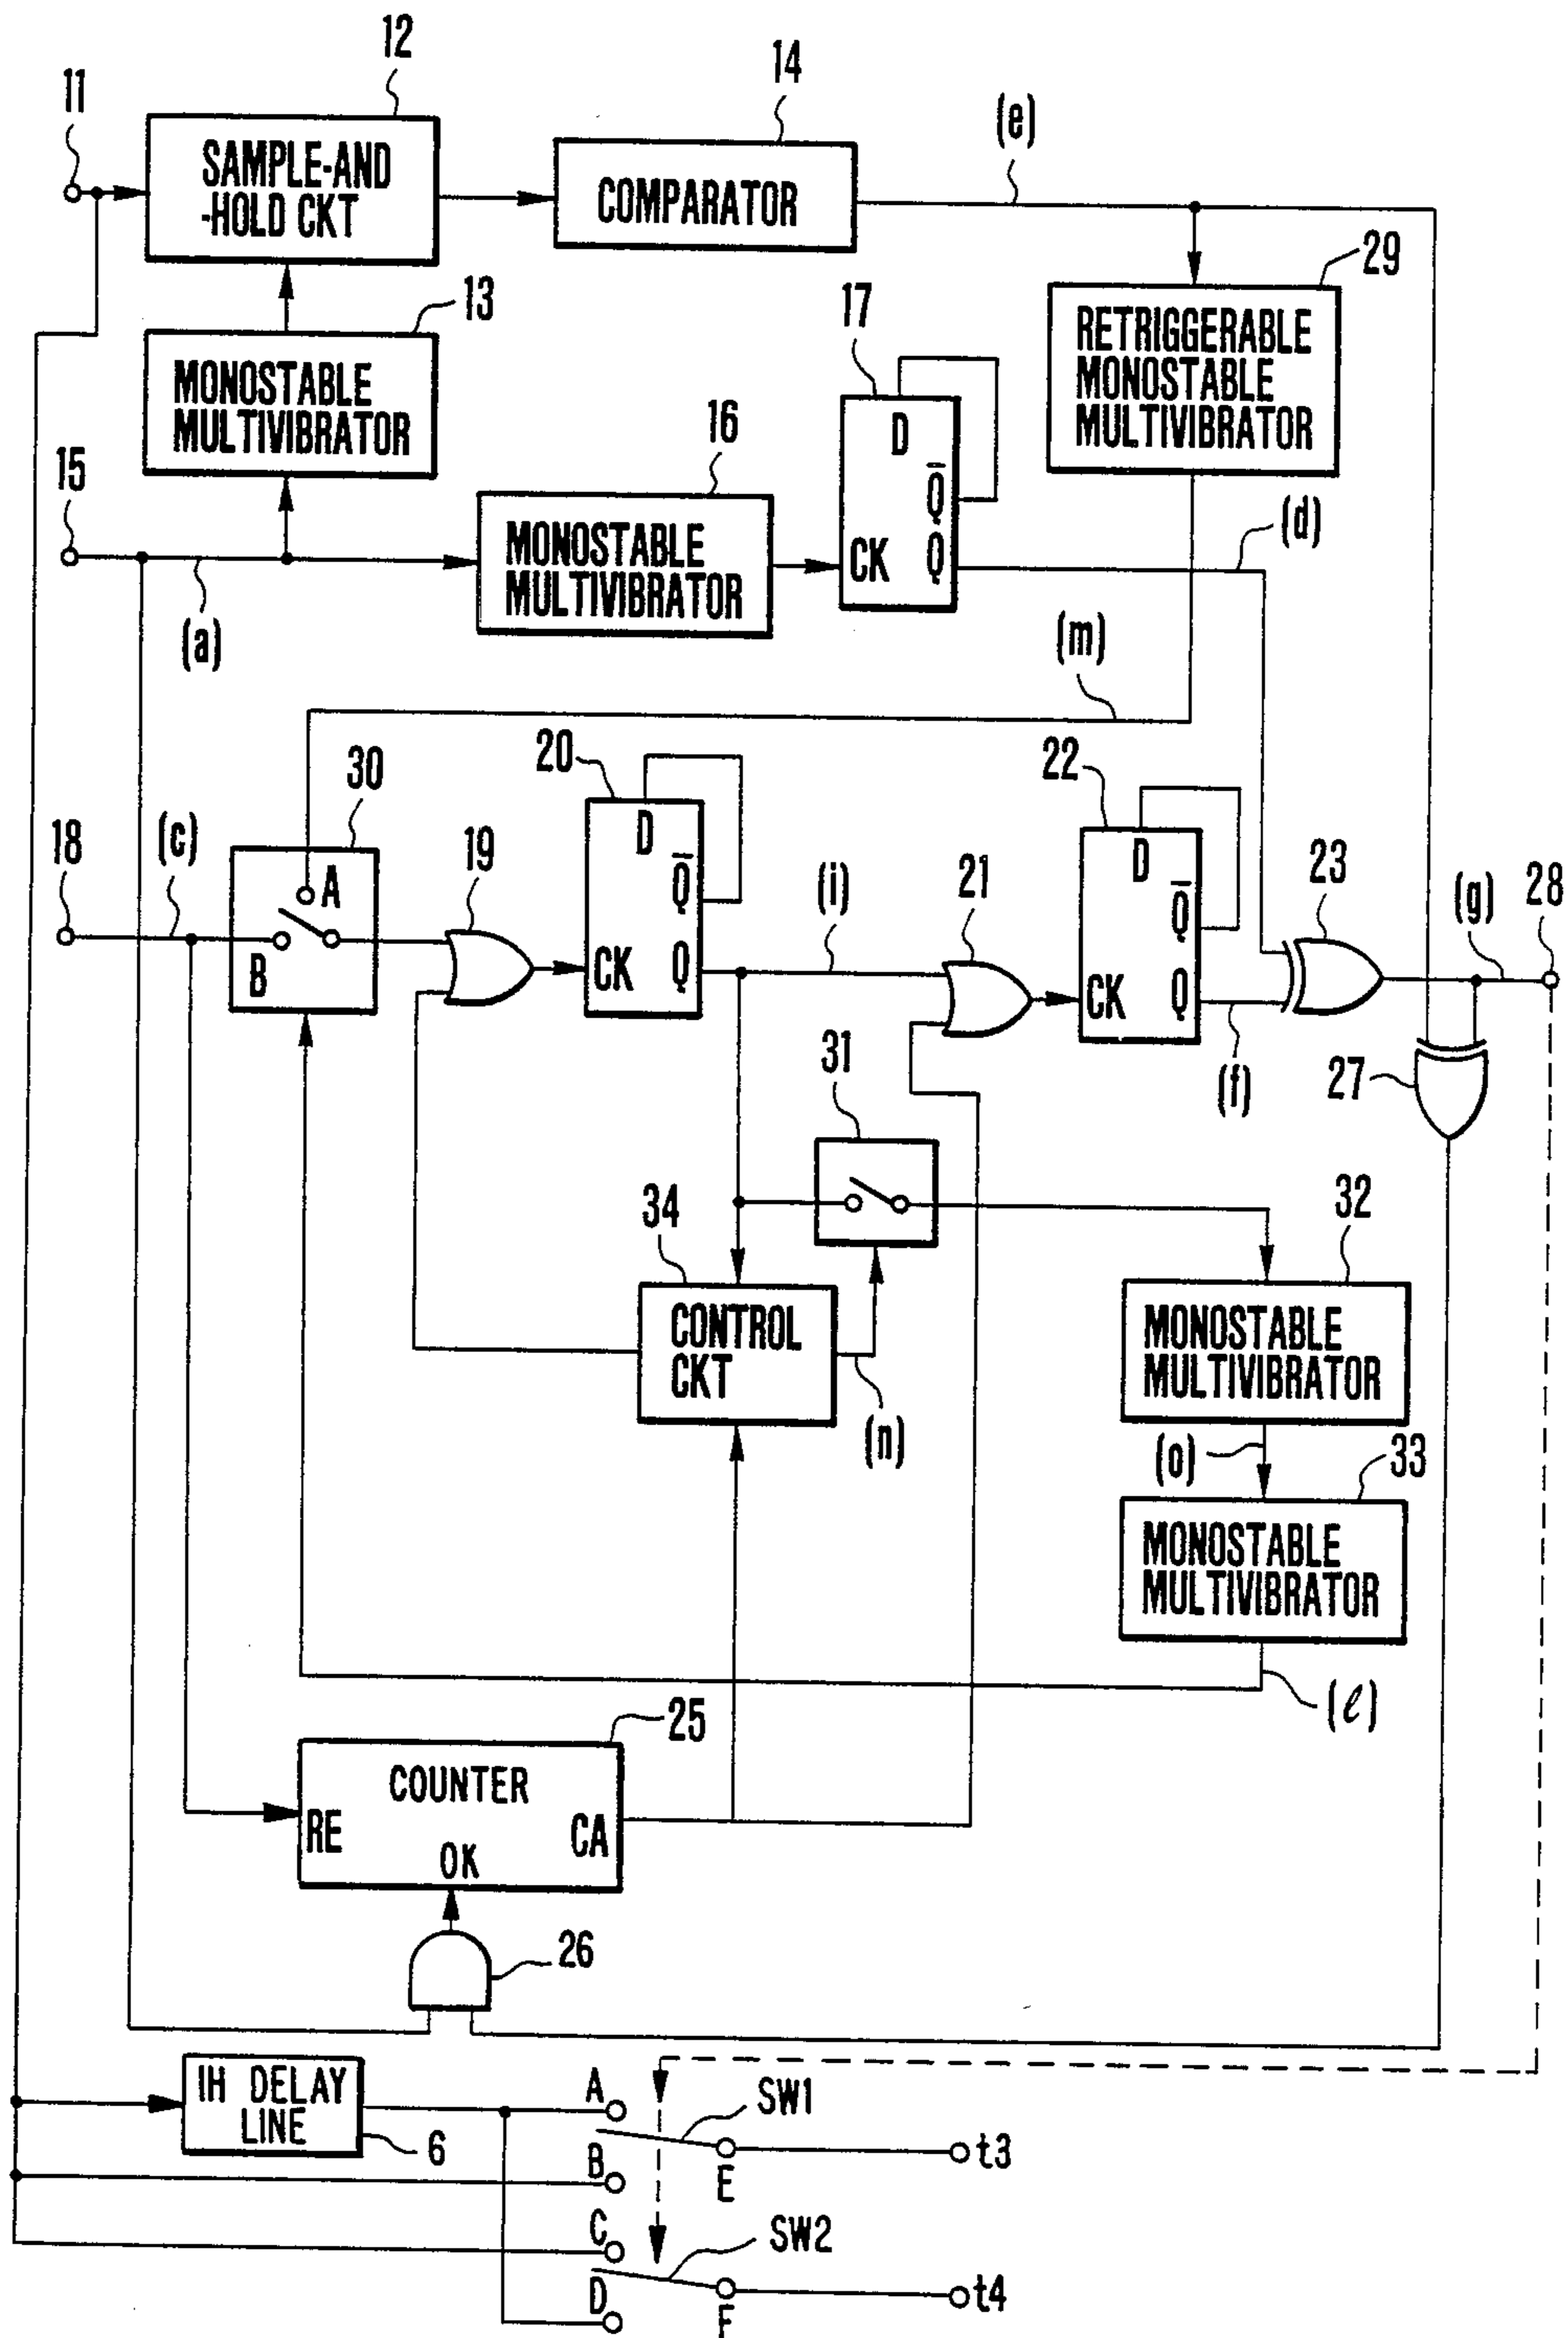 12
14
11
(e)
SAMPLE-AND
-HOLD CKT
COMPARATOR
29
13
17
RETRIGGERABLE
MONOSTABLE
MULTIVIBRATOR
MONOSTABLE
MULTIVIBRATOR
16
D
15
Q̅
(d)
MONOSTABLE
MULTIVIBRATOR
CK
Q
(a)
(m)
20
22
30
18
(c)
19
D
D
Q̅
(i)
21
Q̅
23
(g)
28
A
B
CK
Q
CK
Q
31
(f)
27
34
32
CONTROL
CKT
MONOSTABLE
MULTIVIBRATOR
(n)
(o)
33
MONOSTABLE
MULTIVIBRATOR
25
(ℓ)
COUNTER
RE
CA
OK
26
IH DELAY
LINE
6
A
SW1
t3
B
E
C
SW2
D
F
t4